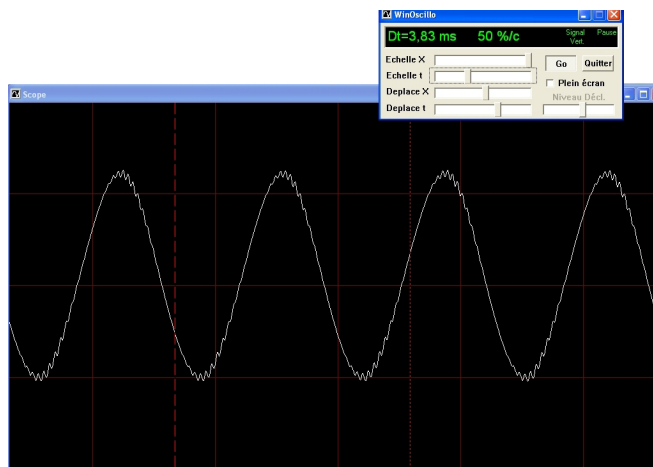 WinOscillo
Dt=3,83 ms 50 %/c Signal Vert. Pause
Echelle X
Go Quitter
Echelle t
Plein écran
Deplace X
Niveau Déct.
Deplace t
Scope